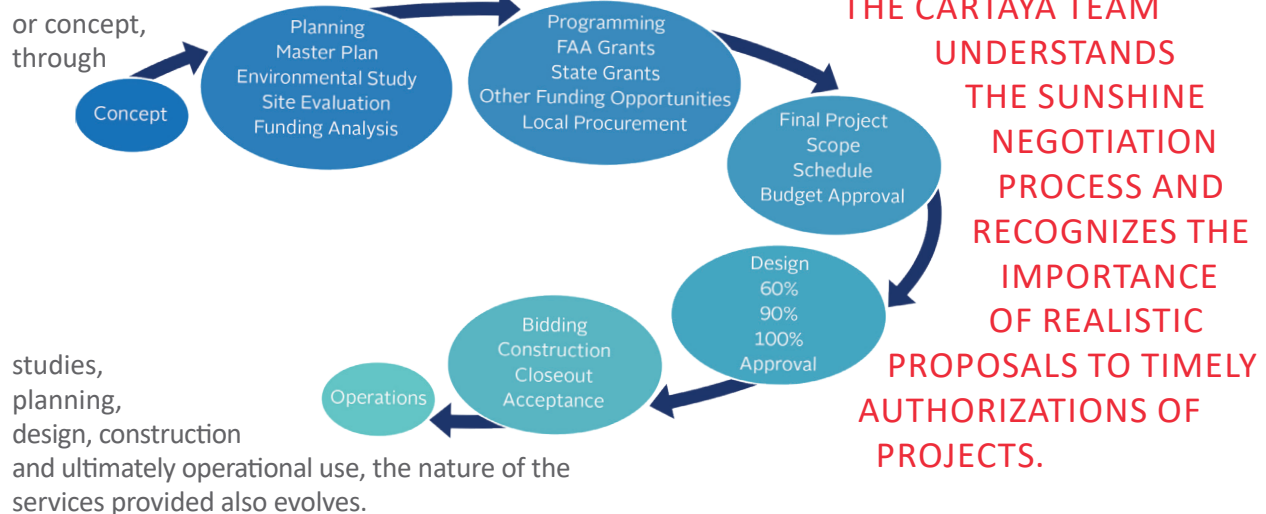 or concept,
through
Concept
Planning
Master Plan
Environmental Study
Site Evaluation
Funding Analysis
Programming
FAA Grants
State Grants
Other Funding Opportunities
Local Procurement
Final Project
Scope
Schedule
Budget Approval
Design
60%
90%
100%
Approval
Bidding
Construction
Closeout
Acceptance
Operations
studies,
planning,
design, construction
and ultimately operational use, the nature of the
services provided also evolves.
THE CARTAYA TEAM
UNDERSTANDS
THE SUNSHINE
NEGOTIATION
PROCESS AND
RECOGNIZES THE
IMPORTANCE
OF REALISTIC
PROPOSALS TO TIMELY
AUTHORIZATIONS OF
PROJECTS.